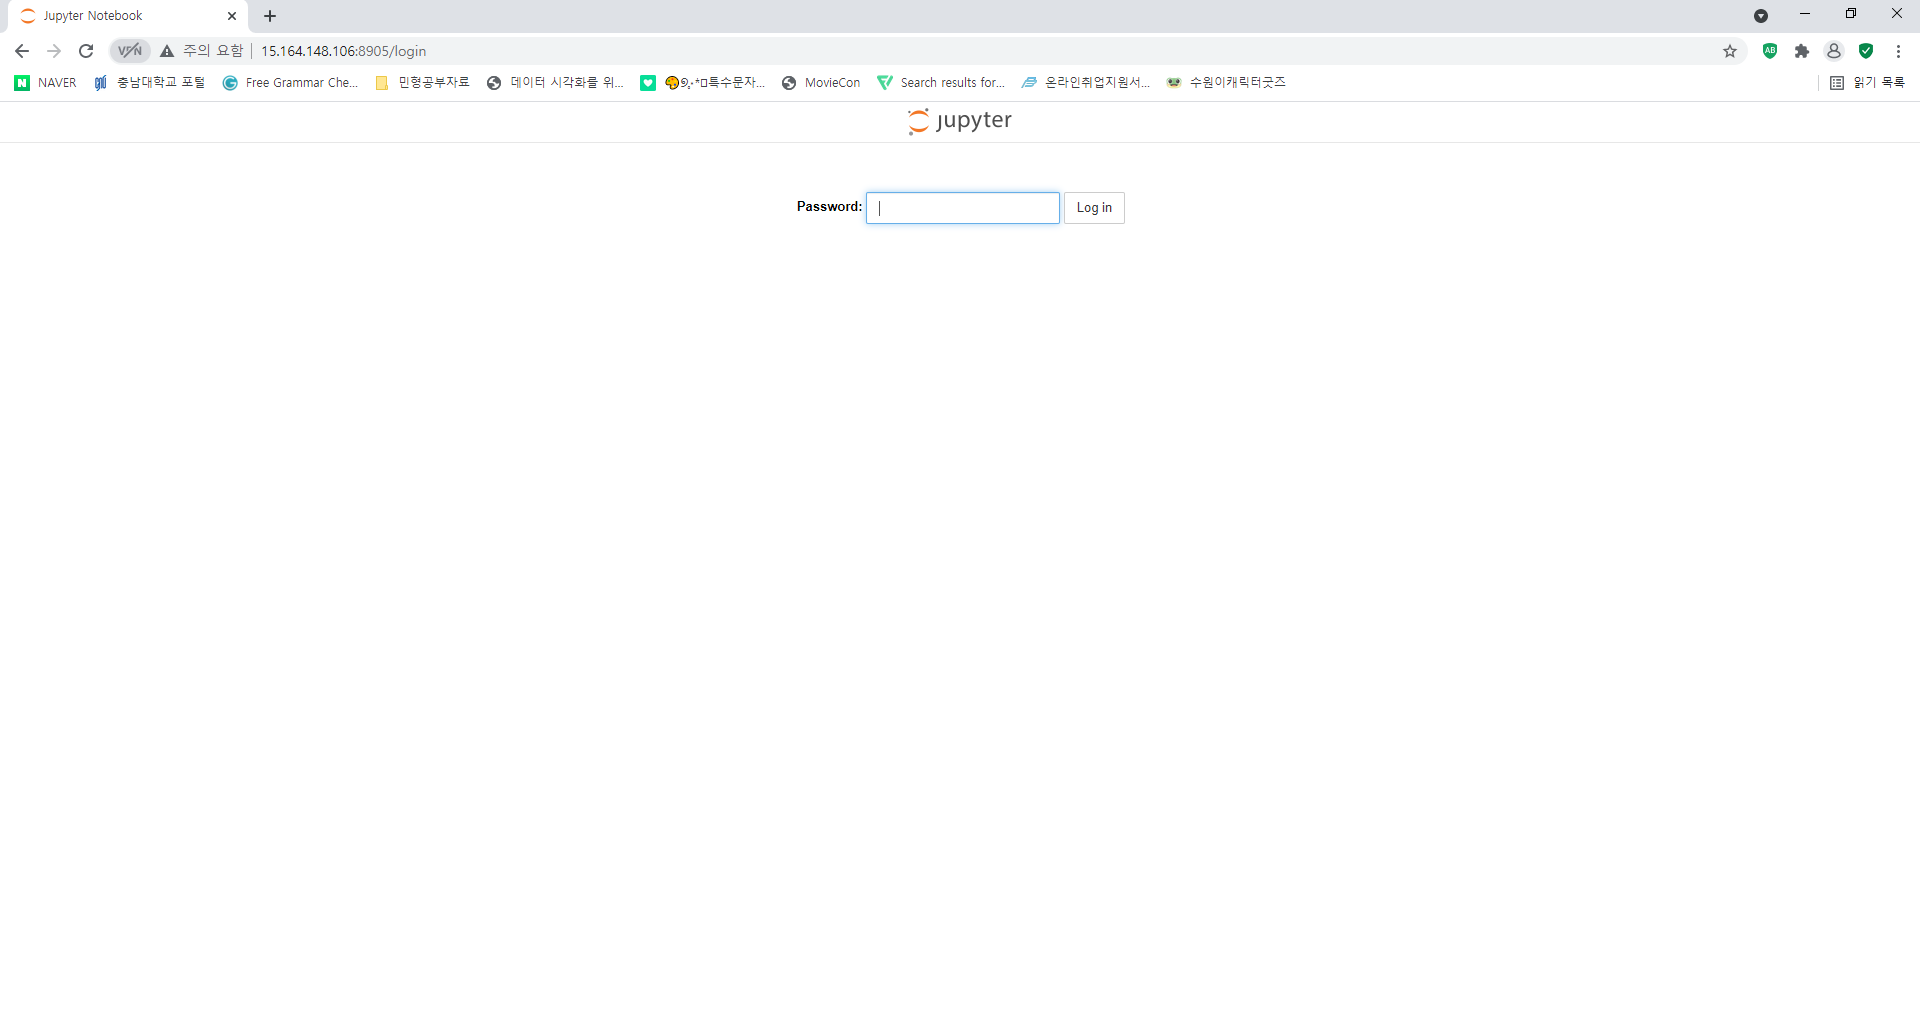 Jupyter Notebook
VPN 주의 요함 15.164.148.106:8905/login
NAVER 충남대학교 포털 Free Grammar Che... 민형공부자료 데이터 시각화를 위... 특수문자... MovieCon Search results for... 온라인취업지원서... 수원이캐릭터굿즈 읽기 목록
jupyter
Password: Log in